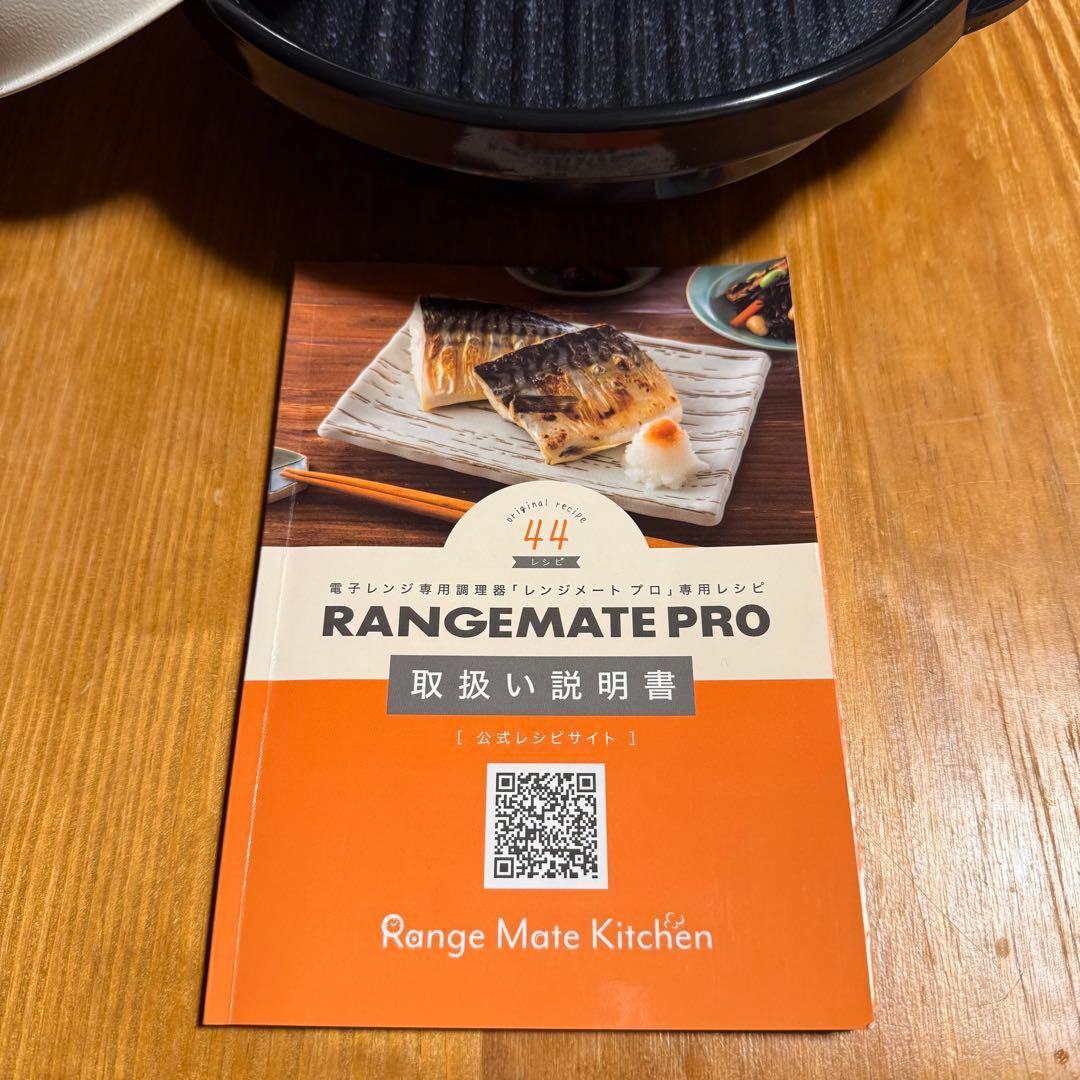 original recipe
44
レシピ
電子レンジ専用調理器「レンジメート プロ」専用レシピ
RANGEMATE PRO
取扱い説明書
[ 公式レシピサイト ]
Range Mate Kitchen